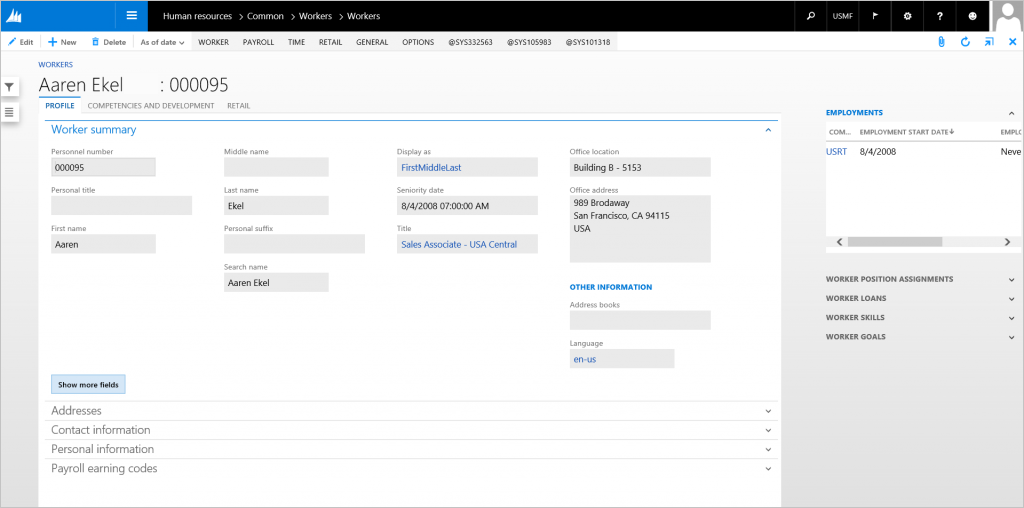 Human resources > Common > Workers > Workers
USMF
?
Edit
New
Delete
As of date
WORKER
PAYROLL
TIME
RETAIL
GENERAL
OPTIONS
@SYS332563
@SYS105983
@SYS101318
WORKERS
Aaren Ekel : 000095
PROFILE
COMPETENCIES AND DEVELOPMENT
RETAIL
Worker summary
Personnel number
000095
Personal title
First name
Aaren
Middle name
Last name
Ekel
Personal suffix
Search name
Aaren Ekel
Display as
FirstMiddleLast
Seniority date
8/4/2008 07:00:00 AM
Title
Sales Associate - USA Central
Office location
Building B - 5153
Office address
989 Brodaway
San Francisco, CA 94115
USA
OTHER INFORMATION
Address books
Language
en-us
Show more fields
Addresses
Contact information
Personal information
Payroll earning codes
EMPLOYMENTS
COM... EMPLOYMENT START DATE EMPLO
USRT 8/4/2008 Neve
WORKER POSITION ASSIGNMENTS
WORKER LOANS
WORKER SKILLS
WORKER GOALS